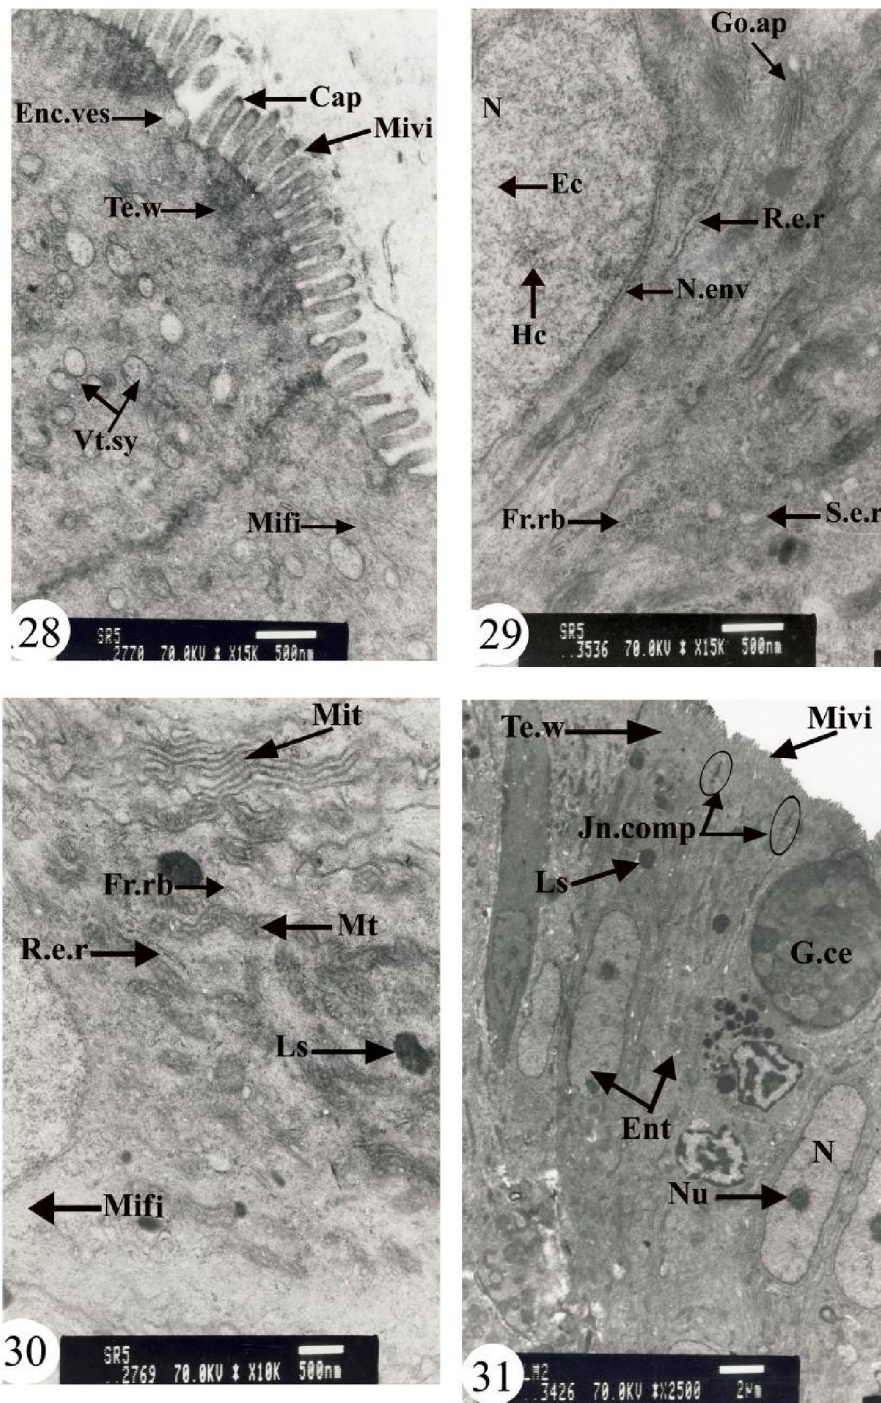 Cap
Enc.ves
Mivi
Te.w
Vt.sy
Mifi
.28
SR5
..2770 70.0KV X15K 500nm
Go.ap
N
Ec
R.e.r
N.env
Hc
Fr.rb
S.e.r
29
SR5
..3536 70.0KV X15K 500nm
Mit
Fr.rb
Mt
R.e.r
Ls
Mifi
30
SR5
..2769 70.0KV X10K 500nm
Te.w
Mivi
Jn.comp
Ls
G.ce
Ent
N
Nu
31
LM2
..3426 70.0KV X2500 2µm